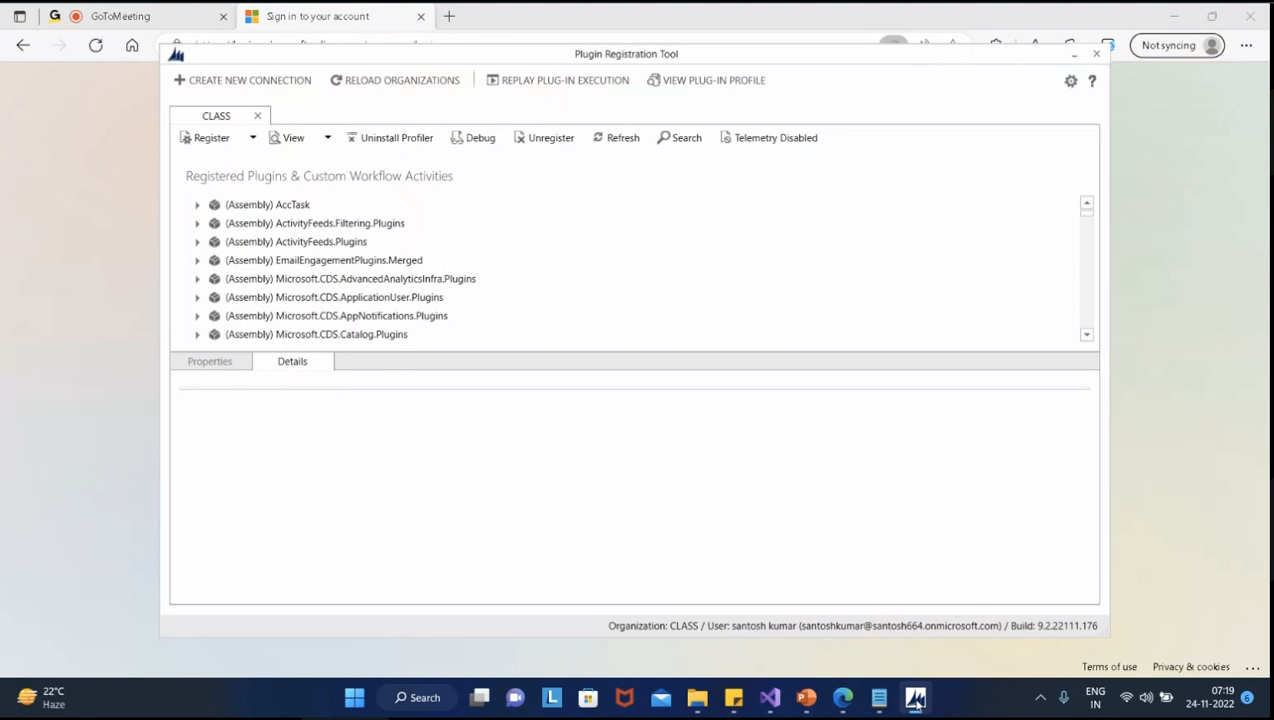 GoToMeeting
Sign in to your account
Not syncing
Plugin Registration Tool
CREATE NEW CONNECTION
RELOAD ORGANIZATIONS
REPLAY PLUG-IN EXECUTION
VIEW PLUG-IN PROFILE
CLASS
Register
View
Uninstall Profiler
Debug
Unregister
Refresh
Search
Telemetry Disabled
Registered Plugins & Custom Workflow Activities
(Assembly) AccTask
(Assembly) ActivityFeeds.Filtering.Plugins
(Assembly) ActivityFeeds.Plugins
(Assembly) EmailEngagementPlugins.Merged
(Assembly) Microsoft.CDS.AdvancedAnalyticsInfra.Plugins
(Assembly) Microsoft.CDS.ApplicationUser.Plugins
(Assembly) Microsoft.CDS.AppNotifications.Plugins
(Assembly) Microsoft.CDS.Catalog.Plugins
Properties
Details
Organization: CLASS / User: santosh kumar (santoshkumar@santosh664.onmicrosoft.com) / Build: 9.2.22111.176
Terms of use
Privacy & cookies
22°C
Haze
Search
ENG
IN
07:19
24-11-2022
6